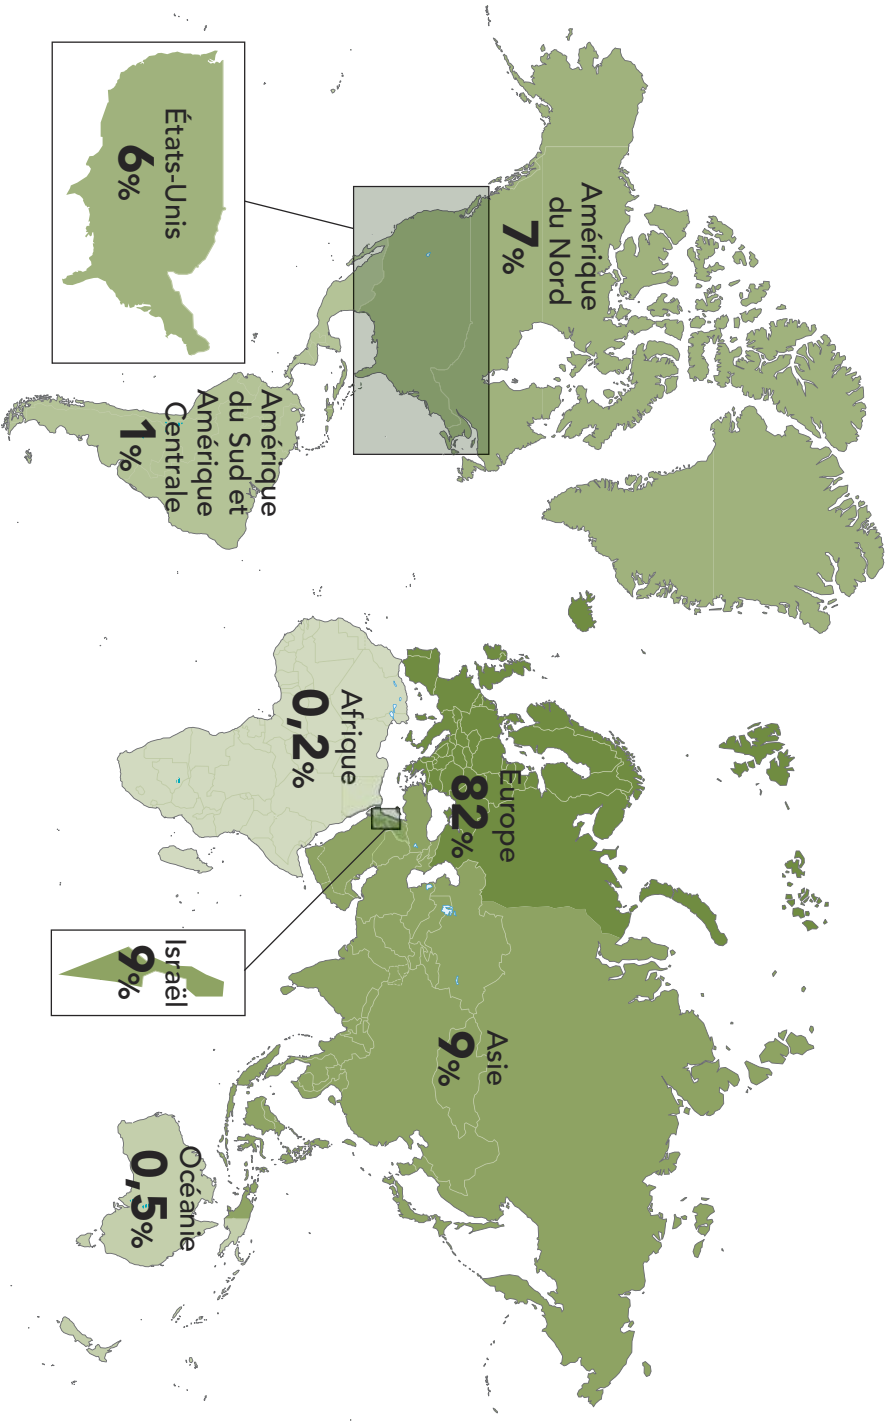 États-Unis
6%
Amérique
du Nord
7%
Amérique
du Sud et
Amérique
Centrale
1%
Afrique
0,2%
Europe
82%
Israël
9%
Asie
9%
Océanie
0,5%